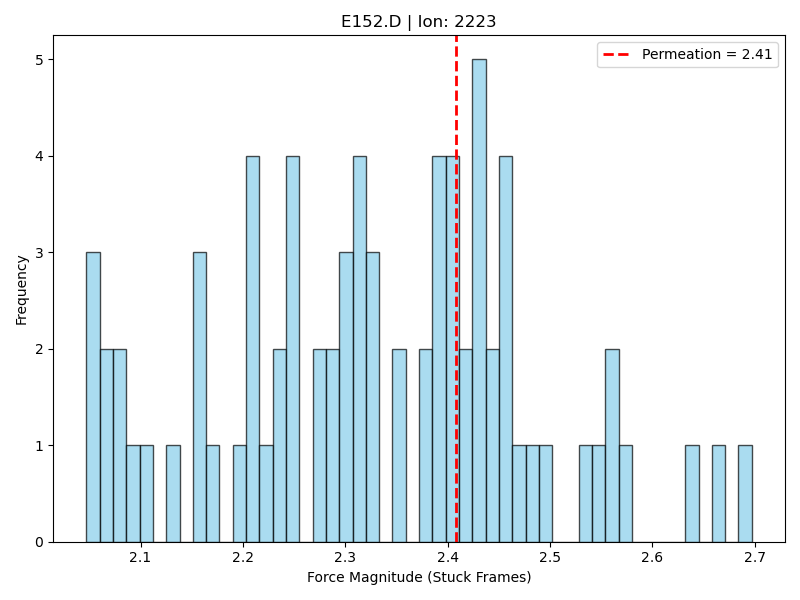 E152.D | Ion: 2223
Permeation = 2.41
Frequency
5
4
3
2
1
0
2.1 2.2 2.3 2.4 2.5 2.6 2.7
Force Magnitude (Stuck Frames)